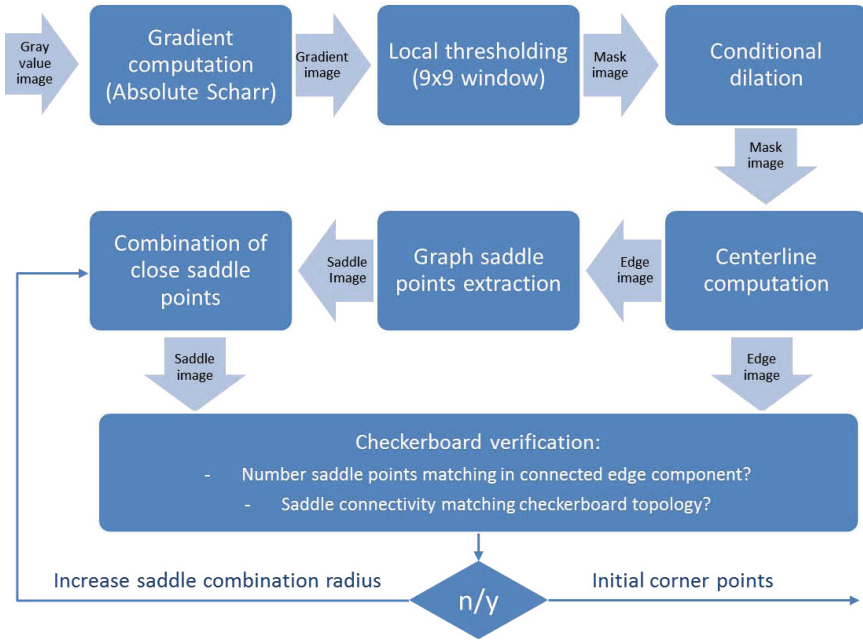 Gray
value
image
Gradient
computation
(Absolute Scharr)
Gradient
image
Local thresholding
(9x9 window)
Mask
image
Conditional
dilation
Mask
image
Centerline
computation
Edge
image
Graph saddle
points extraction
Saddle
Image
Combination of
close saddle
points
Saddle
image
Edge
image
Checkerboard verification:
- Number saddle points matching in connected edge component?
- Saddle connectivity matching checkerboard topology?
Increase saddle combination radius
n/y
Initial corner points